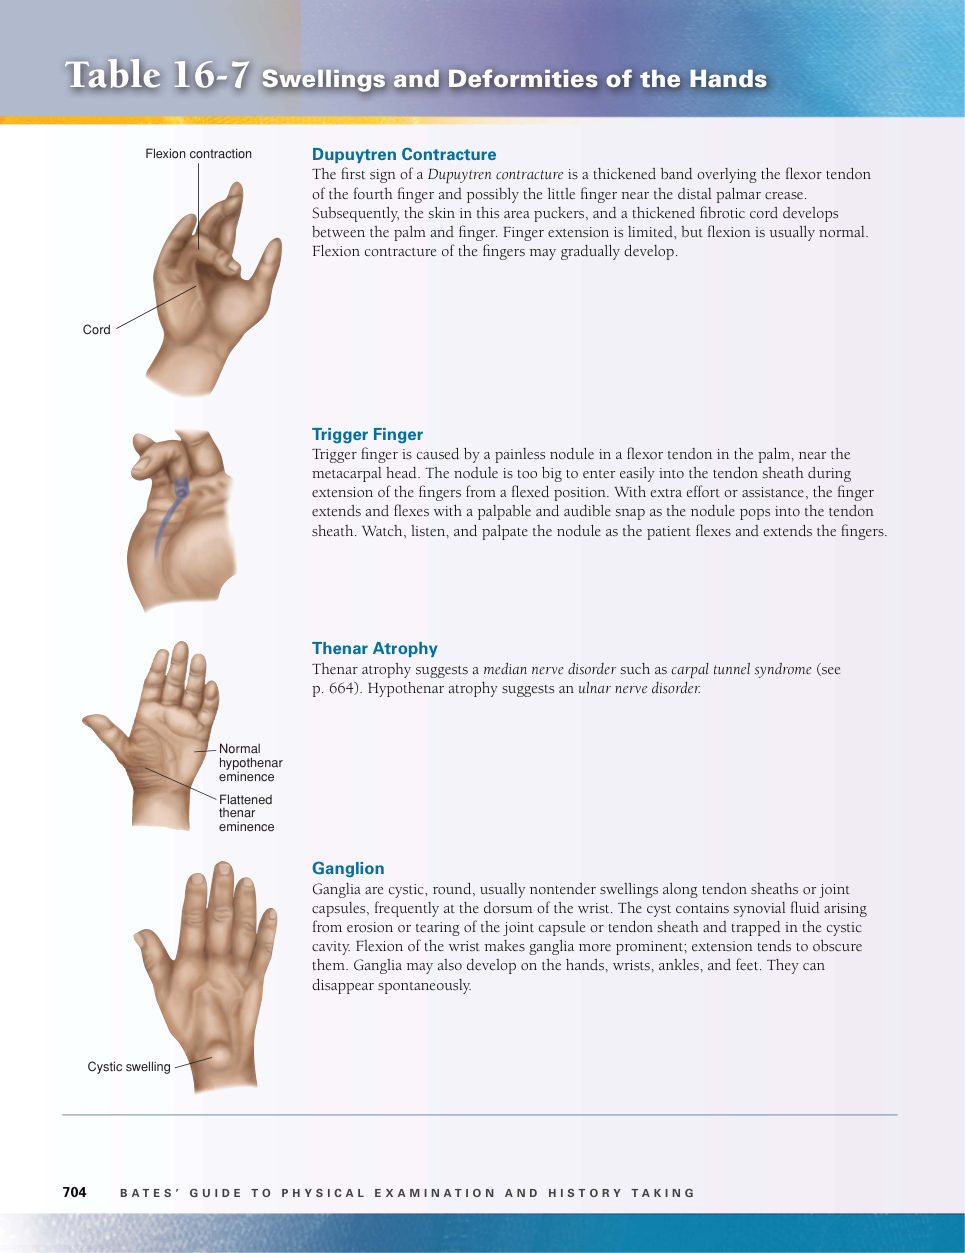 Table 16-7 Swellings and Deformities of the Hands
Flexion contraction
Cord
Dupuytren Contracture
The first sign of a Dupuytren contracture is a thickened band overlying the flexor tendon
of the fourth finger and possibly the little finger near the distal palmar crease.
Subsequently, the skin in this area puckers, and a thickened fibrotic cord develops
between the palm and finger. Finger extension is limited, but flexion is usually normal.
Flexion contracture of the fingers may gradually develop.
Trigger Finger
Trigger finger is caused by a painless nodule in a flexor tendon in the palm, near the
metacarpal head. The nodule is too big to enter easily into the tendon sheath during
extension of the fingers from a flexed position. With extra effort or assistance, the finger
extends and flexes with a palpable and audible snap as the nodule pops into the tendon
sheath. Watch, listen, and palpate the nodule as the patient flexes and extends the fingers.
Thenar Atrophy
Thenar atrophy suggests a median nerve disorder such as carpal tunnel syndrome (see
p. 664). Hypothenar atrophy suggests an ulnar nerve disorder.
Normal
hypothenar
eminence
Flattened
thenar
eminence
Ganglion
Ganglia are cystic, round, usually nontender swellings along tendon sheaths or joint
capsules, frequently at the dorsum of the wrist. The cyst contains synovial fluid arising
from erosion or tearing of the joint capsule or tendon sheath and trapped in the cystic
cavity. Flexion of the wrist makes ganglia more prominent; extension tends to obscure
them. Ganglia may also develop on the hands, wrists, ankles, and feet. They can
disappear spontaneously.
Cystic swelling
704 BATES' GUIDE TO PHYSICAL EXAMINATION AND HISTORY TAKING